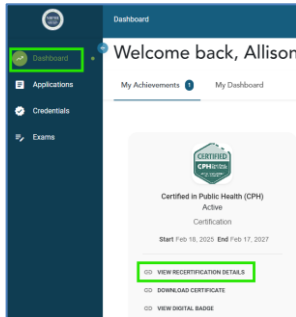 Dashboard
Welcome back, Allison
Dashboard
Applications
Credentials
Exams
My Achievements 1
My Dashboard
CERTIFIED
CPH
Certified in Public Health (CPH)
Active
Certification
Start Feb 18, 2025 End Feb 17, 2027
VIEW RECERTIFICATION DETAILS
DOWNLOAD CERTIFICATE
VIEW DIGITAL BADGE